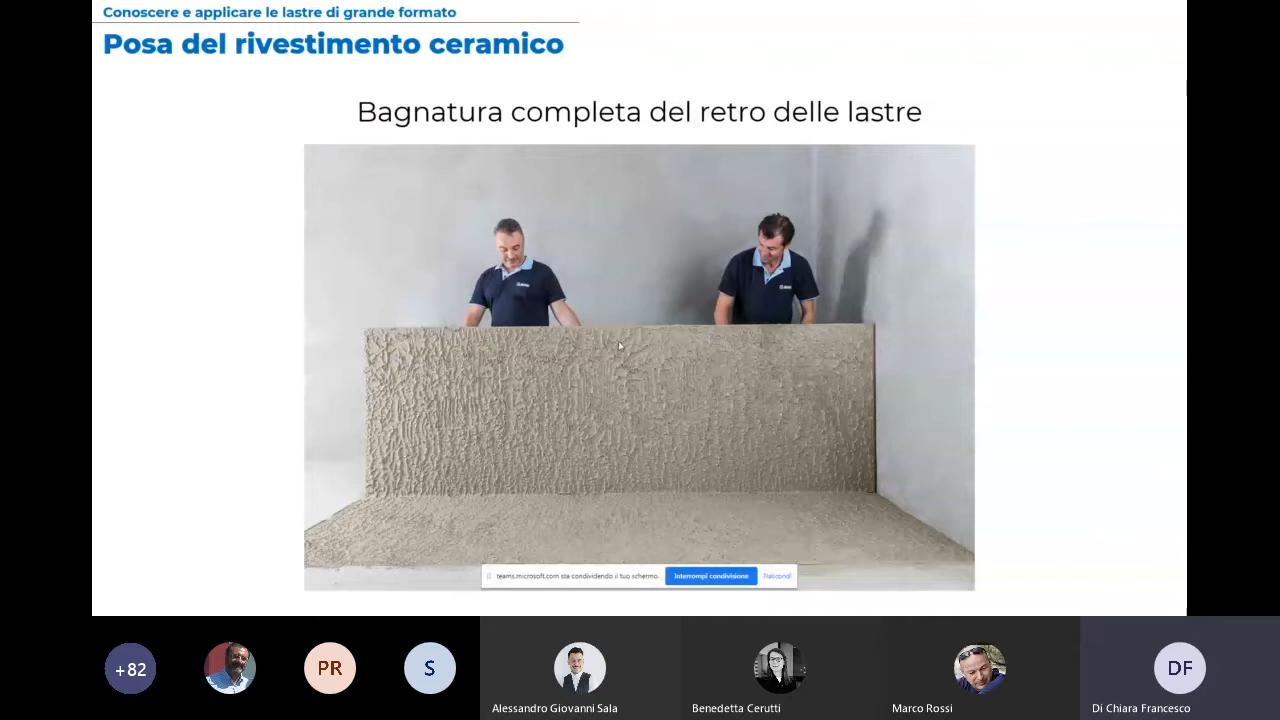 Conoscere e applicare le lastre di grande formato
Posa del rivestimento ceramico
Bagnatura completa del retro delle lastre
teams.microsoft.com sta condividendo il tuo schermo.
Interrompi condivisione
Nascondi
+82
PR
S
DF
Alessandro Giovanni Sala
Benedetta Cerutti
Marco Rossi
Di Chiara Francesco